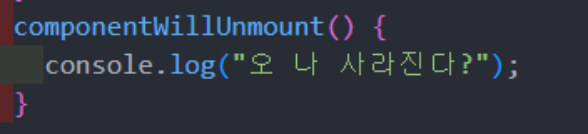 componentWillUnmount() {
console.log("오 나 사라진다?");
}